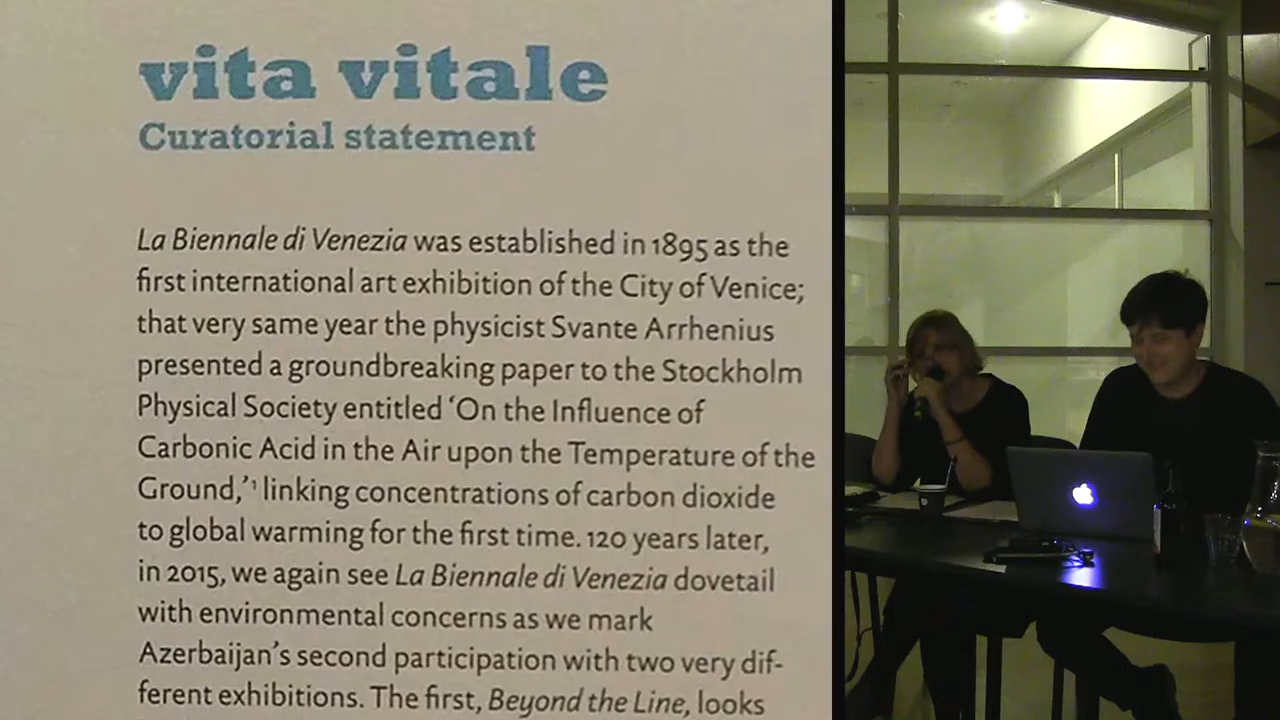 vita vitale
Curatorial statement
La Biennale di Venezia was established in 1895 as the
first international art exhibition of the City of Venice;
that very same year the physicist Svante Arrhenius
presented a groundbreaking paper to the Stockholm
Physical Society entitled ‘On the Influence of
Carbonic Acid in the Air upon the Temperature of the
Ground,’¹ linking concentrations of carbon dioxide
to global warming for the first time. 120 years later,
in 2015, we again see La Biennale di Venezia dovetail
with environmental concerns as we mark
Azerbaijan’s second participation with two very dif-
ferent exhibitions. The first, Beyond the Line, looks